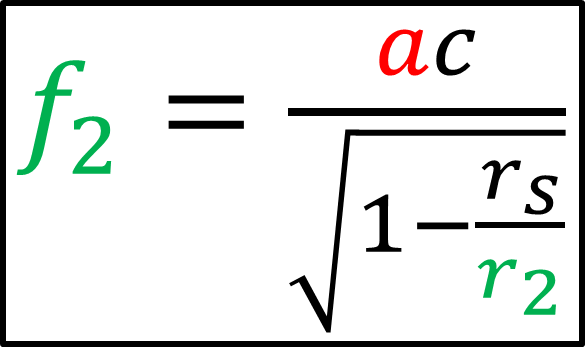 f₂ = ac / √(1 − rₛ/r₂)